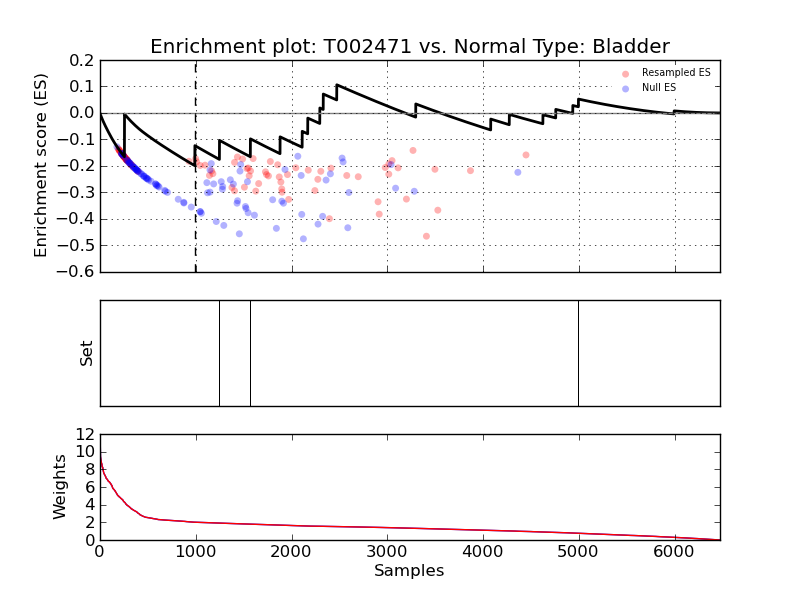 Enrichment plot: T002471 vs. Normal Type: Bladder
Enrichment score (ES)
0.2
0.1
0.0
−0.1
−0.2
−0.3
−0.4
−0.5
−0.6
Resampled ES
Null ES
Set
Weights
12
10
8
6
4
2
0
0 1000 2000 3000 4000 5000 6000
Samples